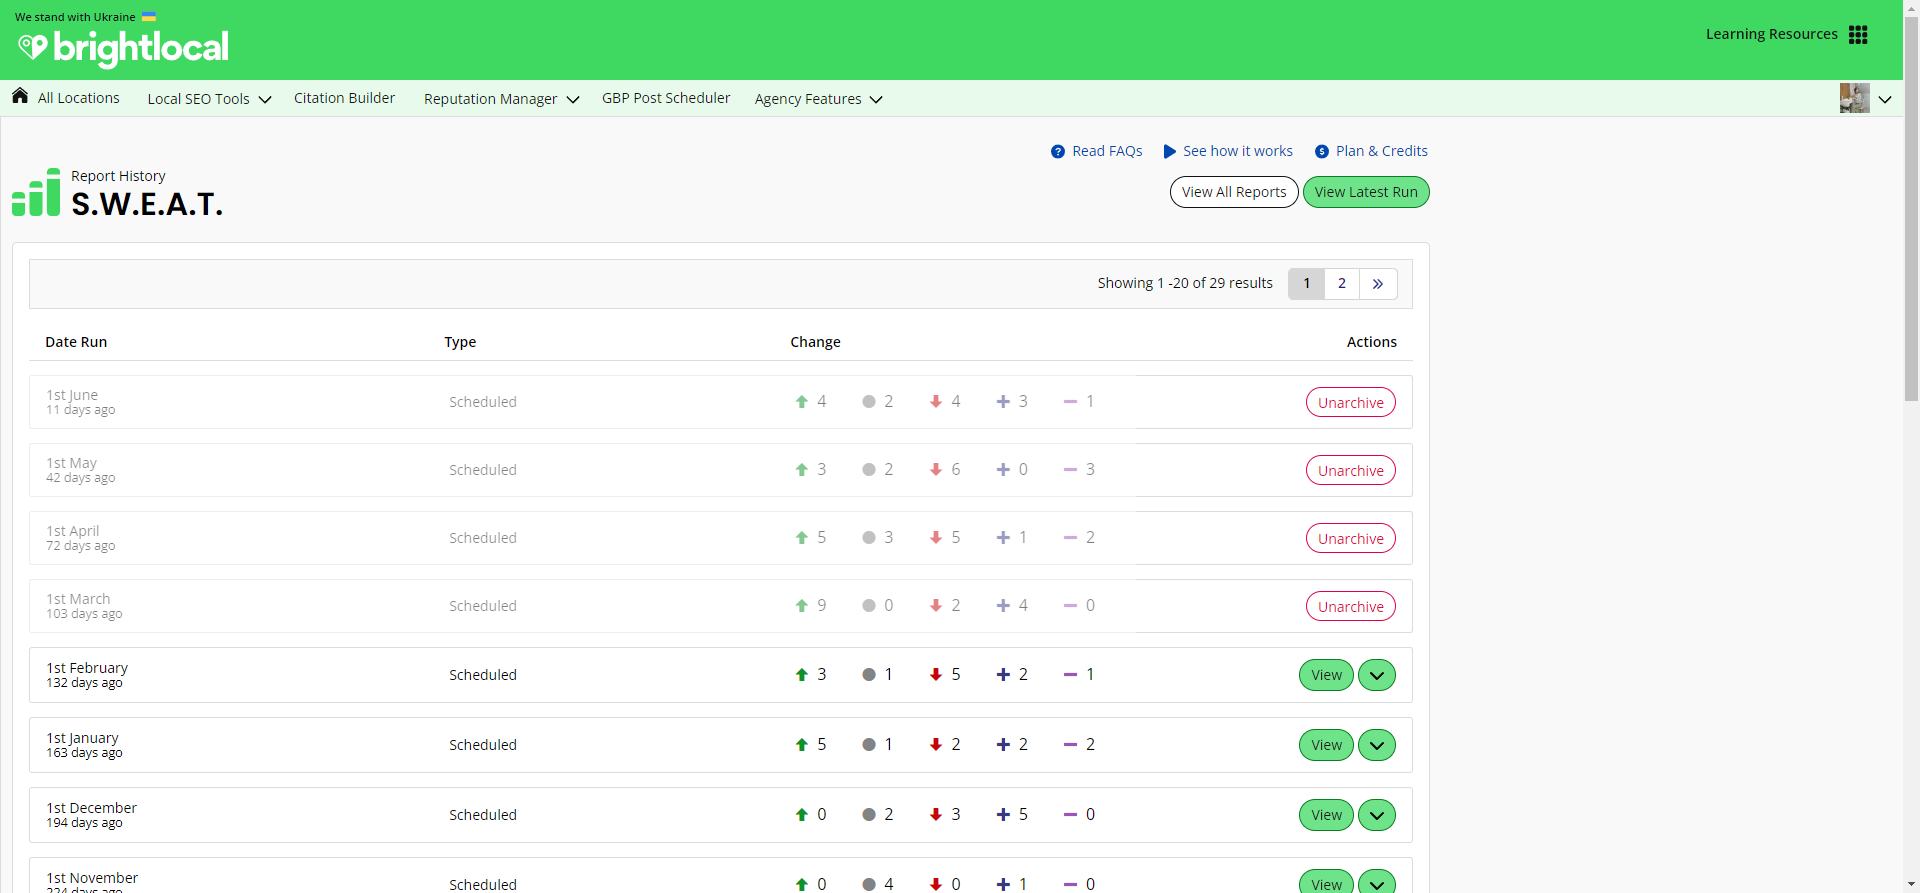 We stand with Ukraine
brightlocal
Learning Resources
All Locations Local SEO Tools Citation Builder Reputation Manager GBP Post Scheduler Agency Features
Read FAQs See how it works Plan & Credits
Report History
S.W.E.A.T.
View All Reports View Latest Run
Showing 1 -20 of 29 results 1 2 »
Date Run Type Change Actions
1st June
11 days ago
Scheduled 4 2 4 3 1 Unarchive
1st May
42 days ago
Scheduled 3 2 6 0 3 Unarchive
1st April
72 days ago
Scheduled 5 3 5 1 2 Unarchive
1st March
103 days ago
Scheduled 9 0 2 4 0 Unarchive
1st February
132 days ago
Scheduled 3 1 5 2 1 View
1st January
163 days ago
Scheduled 5 1 2 2 2 View
1st December
194 days ago
Scheduled 0 2 3 5 0 View
1st November
224 days ago
Scheduled 0 4 0 1 0 View